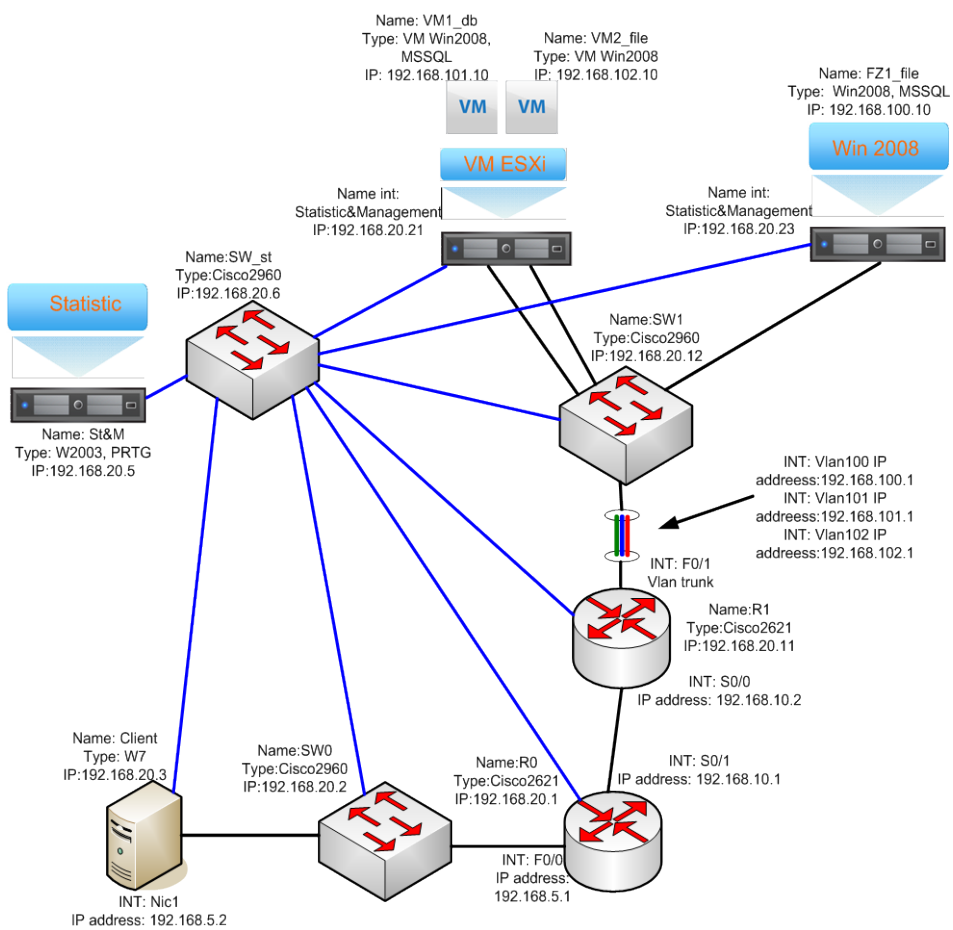 Name: VM1_db
Type: VM Win2008,
MSSQL
IP: 192.168.101.10
Name: VM2_file
Type: VM Win2008
IP: 192.168.102.10
Name: FZ1_file
Type: Win2008, MSSQL
IP: 192.168.100.10
VM
VM
VM ESXi
Win 2008
Name int:
Statistic&Management
IP:192.168.20.21
Name int:
Statistic&Management
IP:192.168.20.23
Name:SW_st
Type:Cisco2960
IP:192.168.20.6
Statistic
Name: St&M
Type: W2003, PRTG
IP:192.168.20.5
Name:SW1
Type:Cisco2960
IP:192.168.20.12
INT: Vlan100 IP
addreess:192.168.100.1
INT: Vlan101 IP
addreess:192.168.101.1
INT: Vlan102 IP
addreess:192.168.102.1
INT: F0/1
Vlan trunk
Name:R1
Type:Cisco2621
IP:192.168.20.11
INT: S0/0
IP address: 192.168.10.2
INT: S0/1
IP address: 192.168.10.1
Name: Client
Type: W7
IP:192.168.20.3
Name:SW0
Type:Cisco2960
IP:192.168.20.2
Name:R0
Type:Cisco2621
IP:192.168.20.1
INT: F0/0
IP address:
192.168.5.1
INT: Nic1
IP address: 192.168.5.2